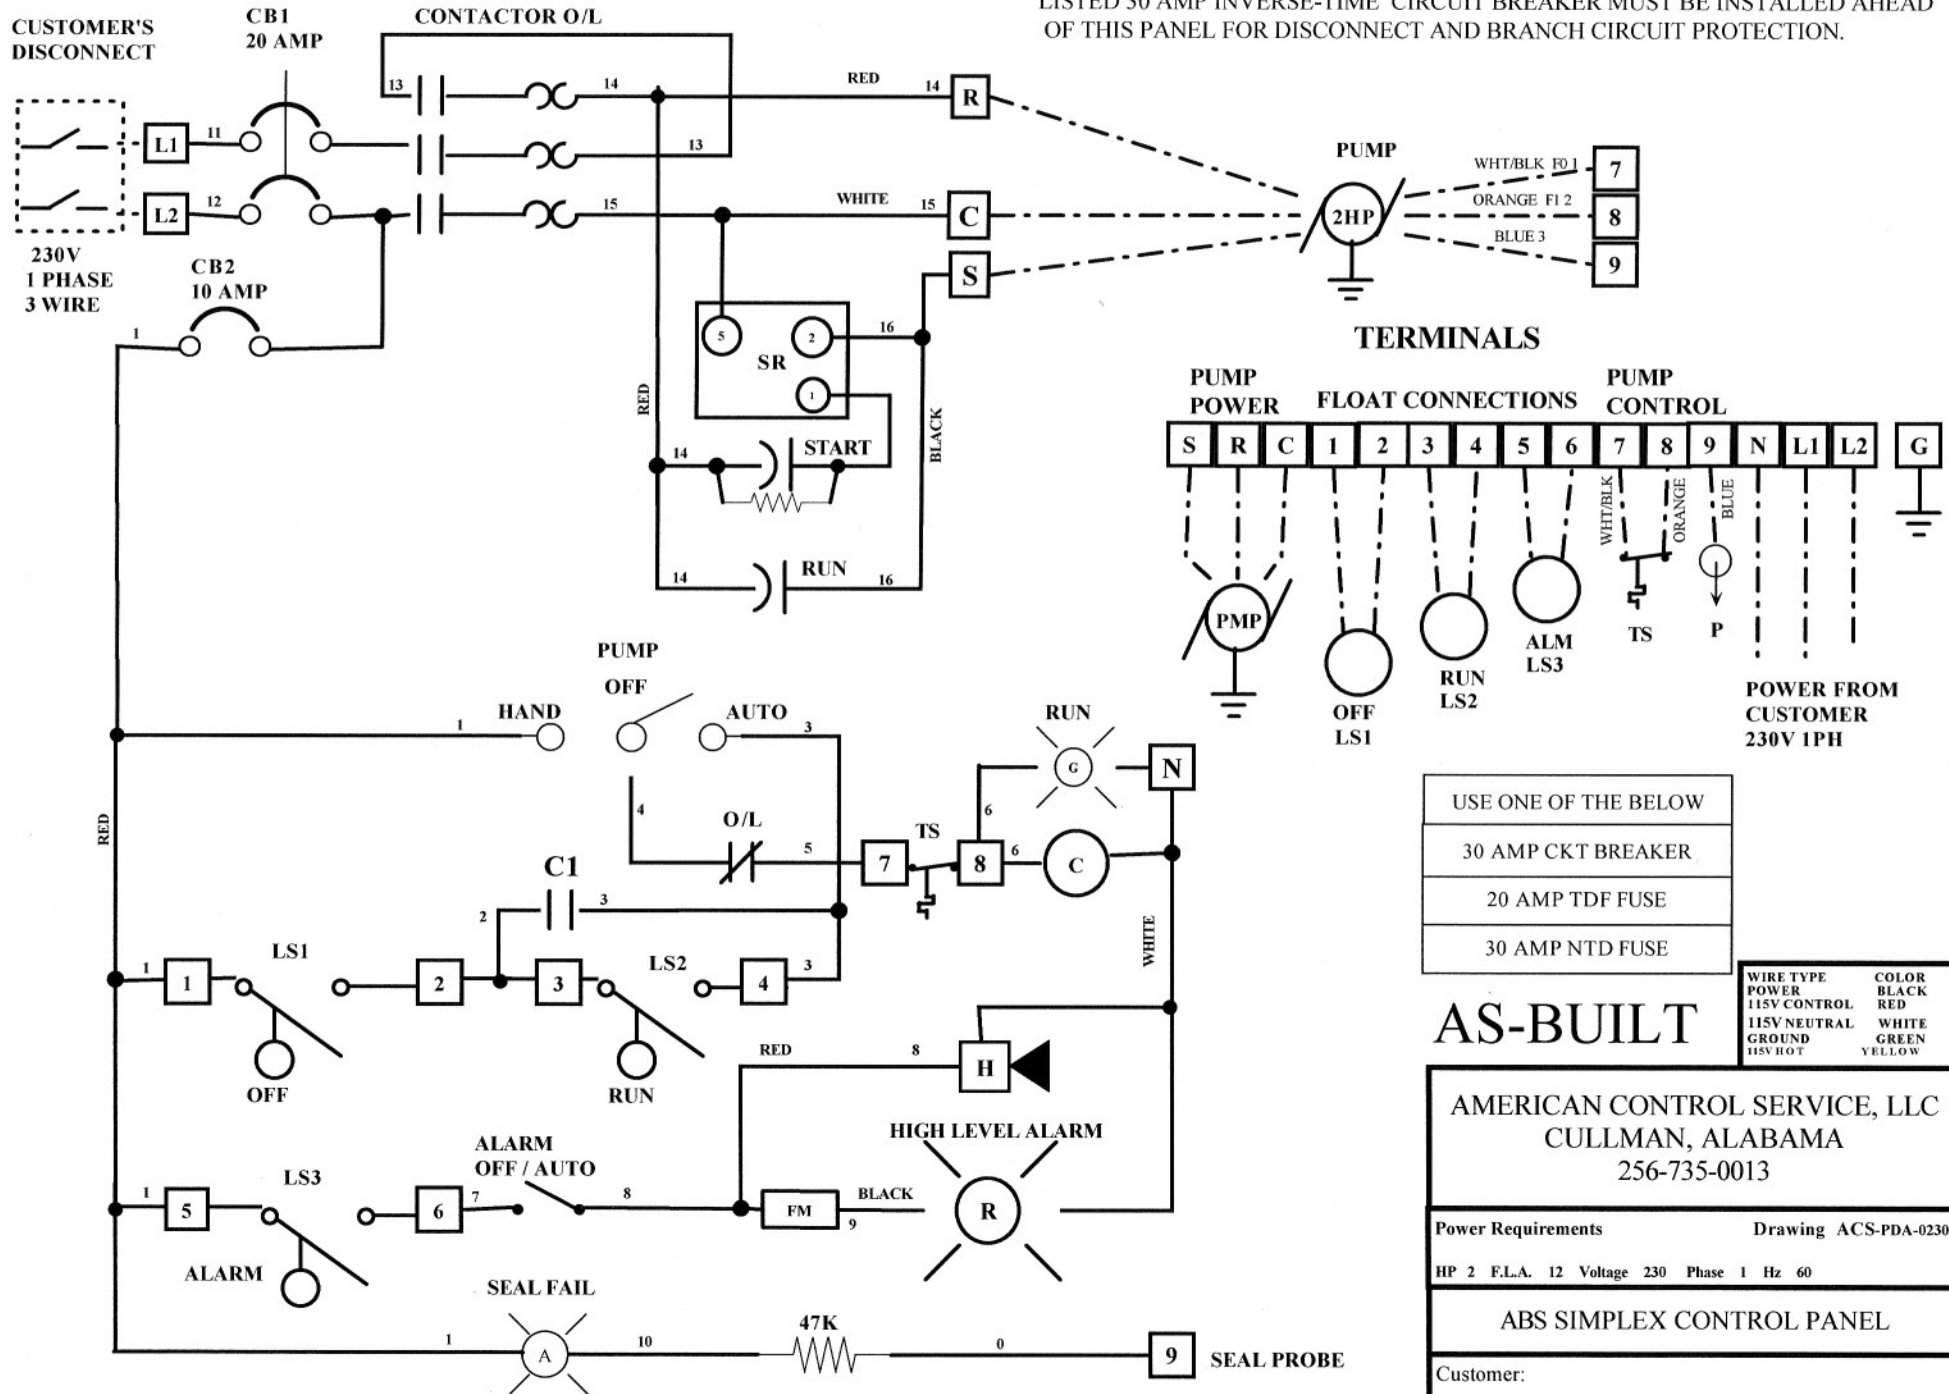 LISTED 30 AMP INVERSE-TIME CIRCUIT BREAKER MUST BE INSTALLED AHEAD
OF THIS PANEL FOR DISCONNECT AND BRANCH CIRCUIT PROTECTION.
CUSTOMER'S
DISCONNECT
CB1
20 AMP
CONTACTOR O/L
13
14
RED
14
R
L1
11
13
L2
12
15
WHITE
15
C
S
230V
1 PHASE
3 WIRE
CB2
10 AMP
1
PUMP
2HP
WHT/BLK F0 1
7
ORANGE F1 2
8
BLUE 3
9
5
2
16
SR
1
RED
BLACK
14
START
14
RUN
16
TERMINALS
PUMP
POWER
FLOAT CONNECTIONS
PUMP
CONTROL
S
R
C
1
2
3
4
5
6
7
8
9
N
L1
L2
G
WHT/BLK
ORANGE
BLUE
PMP
OFF
LS1
RUN
LS2
ALM
LS3
TS
P
POWER FROM
CUSTOMER
230V 1PH
PUMP
OFF
1
HAND
AUTO
3
RUN
G
N
RED
4
O/L
5
7
TS
8
6
6
C
C1
2
3
WHITE
1
1
LS1
2
3
LS2
4
3
OFF
RUN
RED
8
H
HIGH LEVEL ALARM
ALARM
OFF / AUTO
1
5
LS3
6
7
8
FM
BLACK
9
R
ALARM
SEAL FAIL
1
A
10
47K
0
9
SEAL PROBE
USE ONE OF THE BELOW
30 AMP CKT BREAKER
20 AMP TDF FUSE
30 AMP NTD FUSE
AS-BUILT
WIRE TYPE COLOR
POWER BLACK
115V CONTROL RED
115V NEUTRAL WHITE
GROUND GREEN
115V HOT YELLOW
AMERICAN CONTROL SERVICE, LLC
CULLMAN, ALABAMA
256-735-0013
Power Requirements Drawing ACS-PDA-0230
HP 2 F.L.A. 12 Voltage 230 Phase 1 Hz 60
ABS SIMPLEX CONTROL PANEL
Customer: